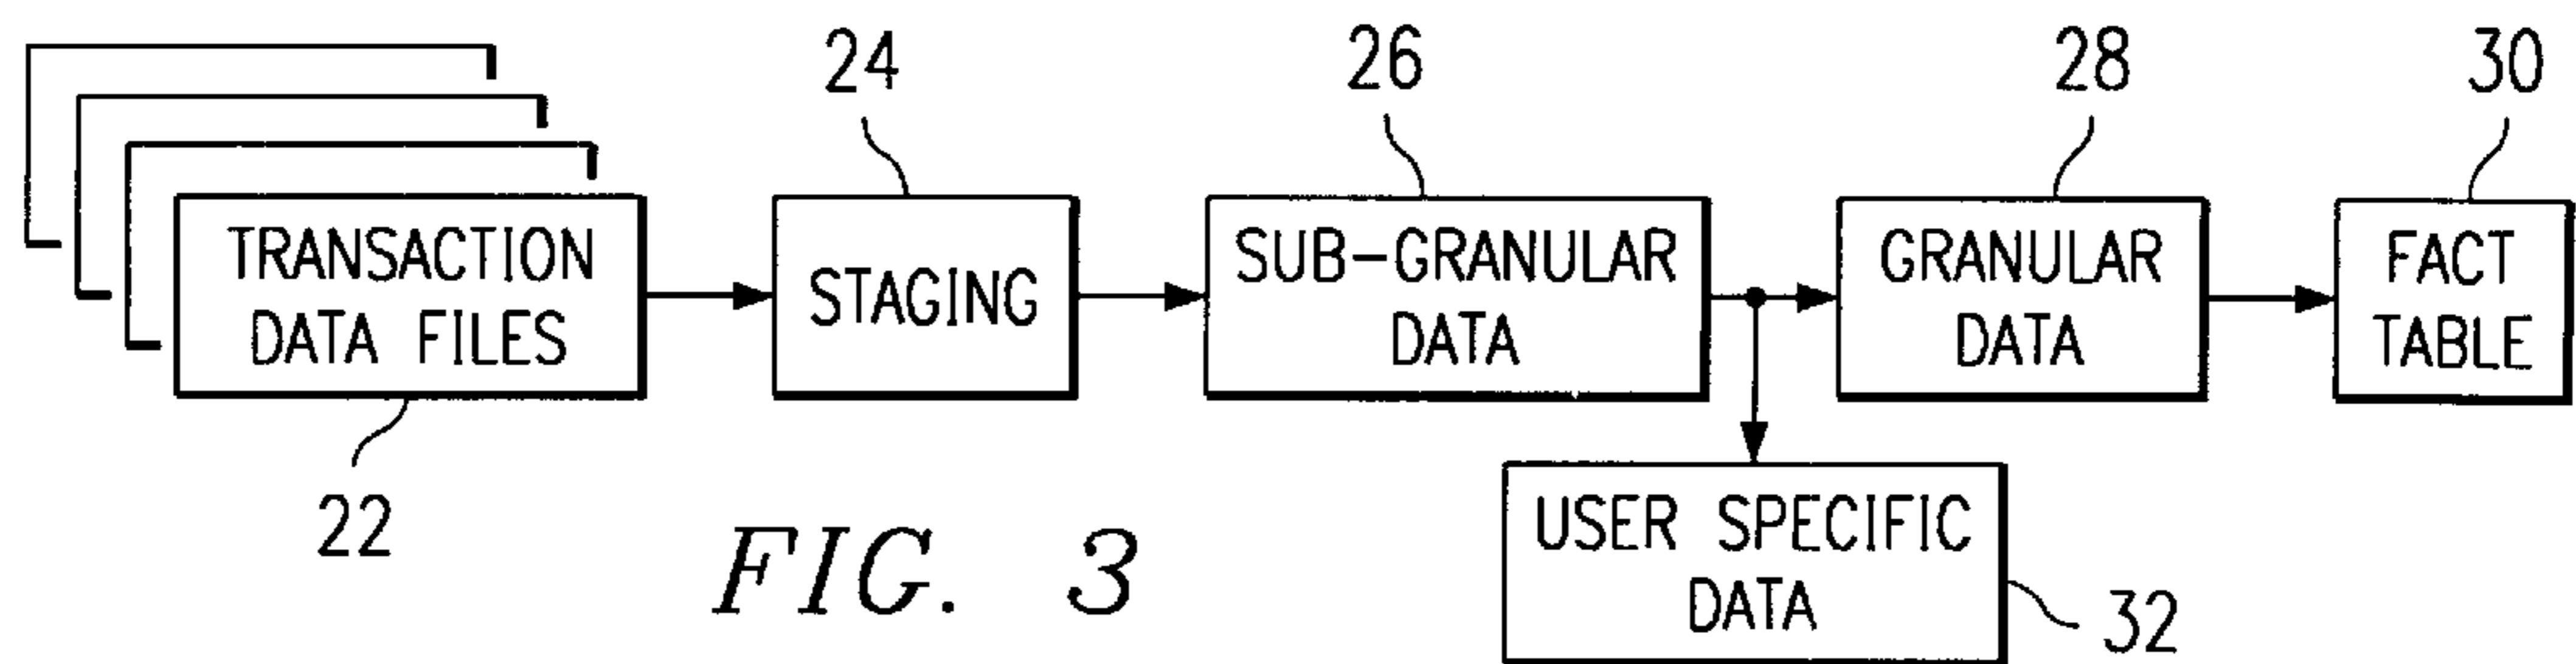 24
26
28
30
TRANSACTION
DATA FILES
STAGING
SUB-GRANULAR
DATA
GRANULAR
DATA
FACT
TABLE
22
USER SPECIFIC
DATA
32
FIG. 3